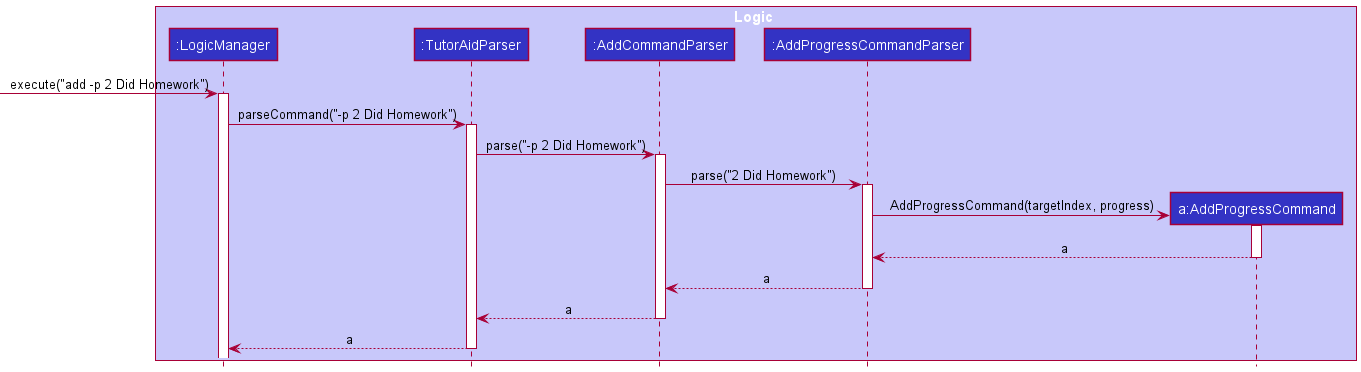 Logic
:LogicManager
:TutorAidParser
:AddCommandParser
:AddProgressCommandParser
execute("add -p 2 Did Homework")
parseCommand("-p 2 Did Homework")
parse("-p 2 Did Homework")
parse("2 Did Homework")
AddProgressCommand(targetIndex, progress)
a:AddProgressCommand
a
a
a
a